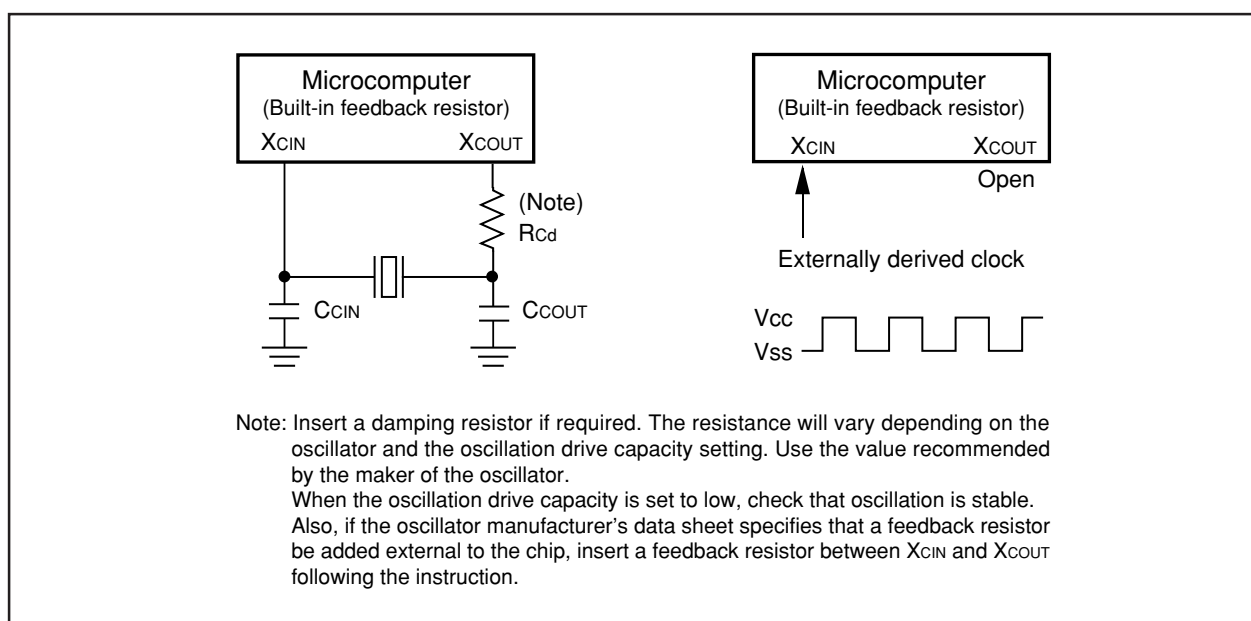 Microcomputer
(Built-in feedback resistor)
XCIN XCOUT
(Note)
RCd
CCIN CCOUT
Microcomputer
(Built-in feedback resistor)
XCIN XCOUT
Open
Externally derived clock
Vcc
Vss
Note: Insert a damping resistor if required. The resistance will vary depending on the
oscillator and the oscillation drive capacity setting. Use the value recommended
by the maker of the oscillator.
When the oscillation drive capacity is set to low, check that oscillation is stable.
Also, if the oscillator manufacturer's data sheet specifies that a feedback resistor
be added external to the chip, insert a feedback resistor between XCIN and XCOUT
following the instruction.